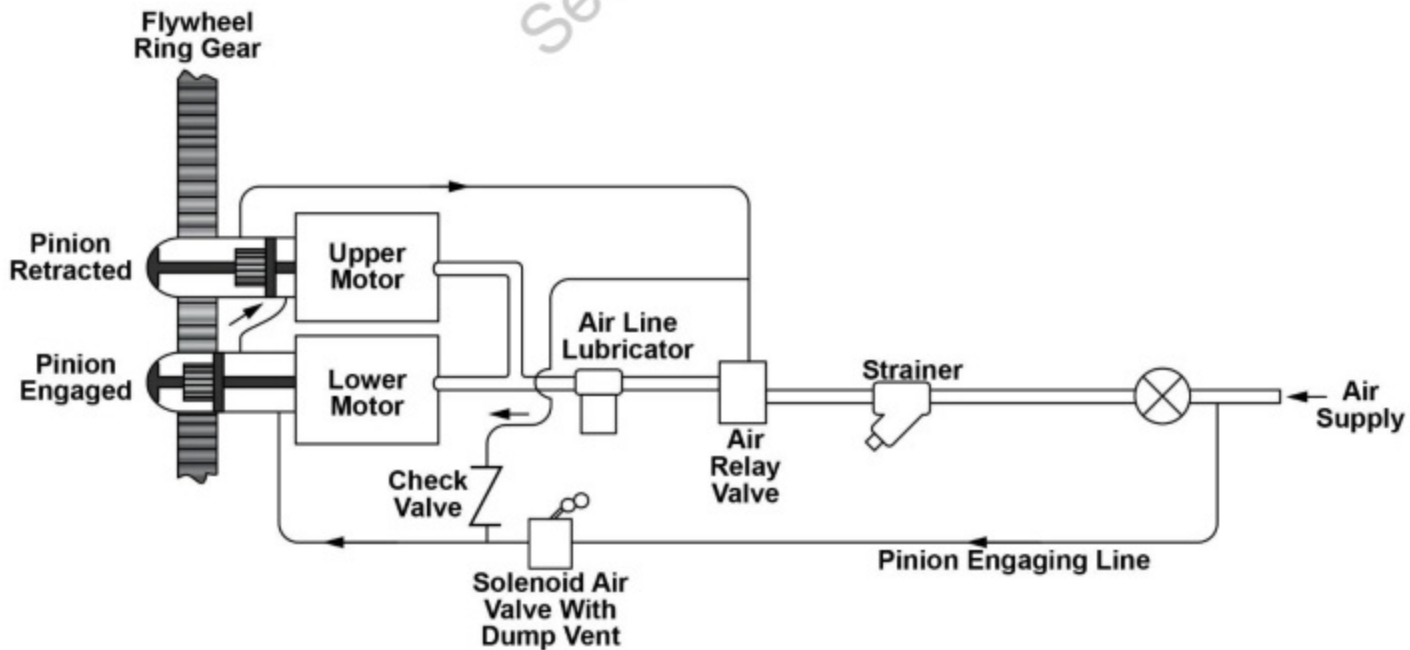 Flywheel
Ring Gear
Se
Pinion
Retracted
Upper
Motor
Air Line
Lubricator
Pinion
Engaged
Lower
Motor
Strainer
Air
Supply
Air
Relay
Valve
Check
Valve
Pinion Engaging Line
Solenoid Air
Valve With
Dump Vent